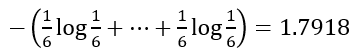 −(1/6 log 1/6 + ⋯ + 1/6 log 1/6) = 1.7918